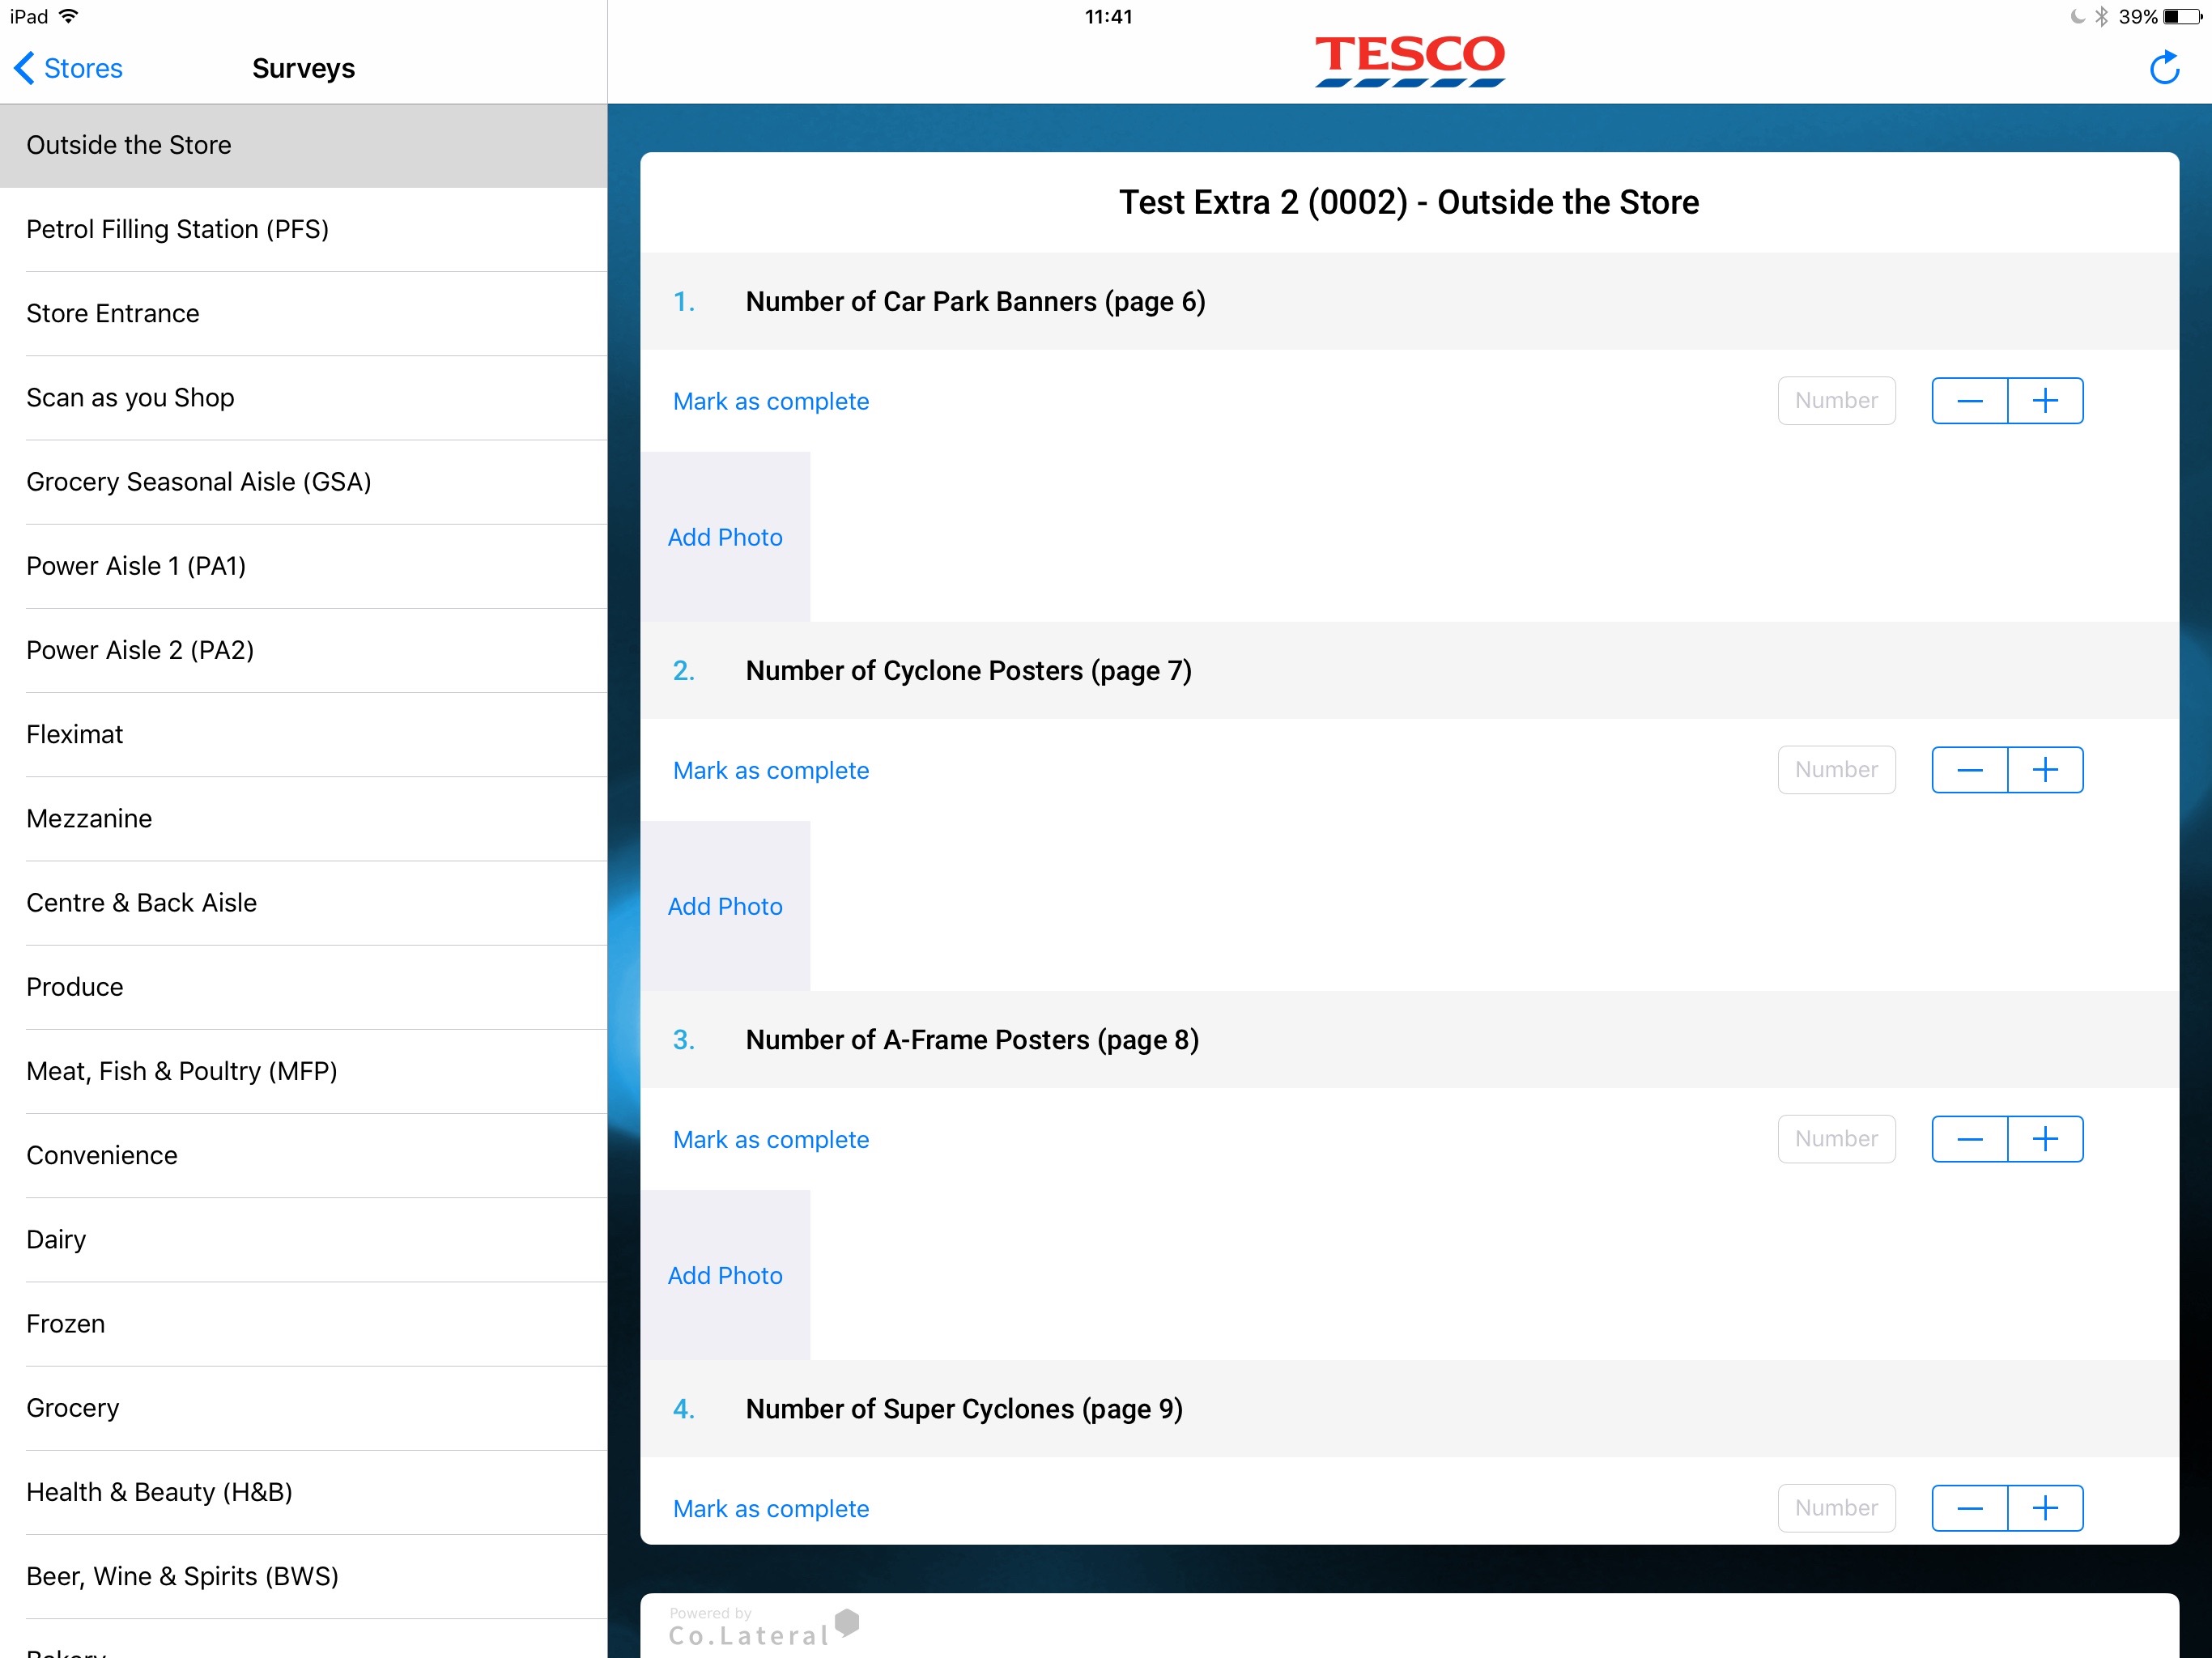 iPad
11:41
39%
Stores
Surveys
TESCO
Outside the Store
Petrol Filling Station (PFS)
Store Entrance
Scan as you Shop
Grocery Seasonal Aisle (GSA)
Power Aisle 1 (PA1)
Power Aisle 2 (PA2)
Fleximat
Mezzanine
Centre & Back Aisle
Produce
Meat, Fish & Poultry (MFP)
Convenience
Dairy
Frozen
Grocery
Health & Beauty (H&B)
Beer, Wine & Spirits (BWS)
Bakery
Test Extra 2 (0002) - Outside the Store
1. Number of Car Park Banners (page 6)
Mark as complete
Number
Add Photo
2. Number of Cyclone Posters (page 7)
Mark as complete
Number
Add Photo
3. Number of A-Frame Posters (page 8)
Mark as complete
Number
Add Photo
4. Number of Super Cyclones (page 9)
Mark as complete
Number
Powered by
Co.Lateral